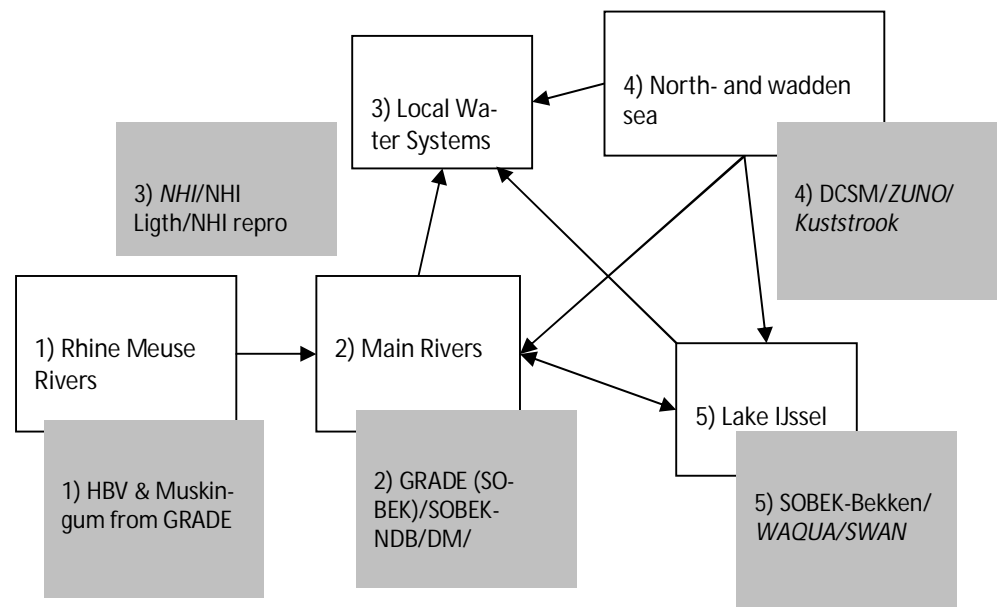 4) North- and wadden
sea
3) Local Wa-
ter Systems
3) NHI/NHI
Ligth/NHI repro
4) DCSM/ZUNO/
Kuststrook
1) Rhine Meuse
Rivers
2) Main Rivers
5) Lake IJssel
1) HBV & Muskin-
gum from GRADE
2) GRADE (SO-
BEK)/SOBEK-
NDB/DM/
5) SOBEK-Bekken/
WAQUA/SWAN